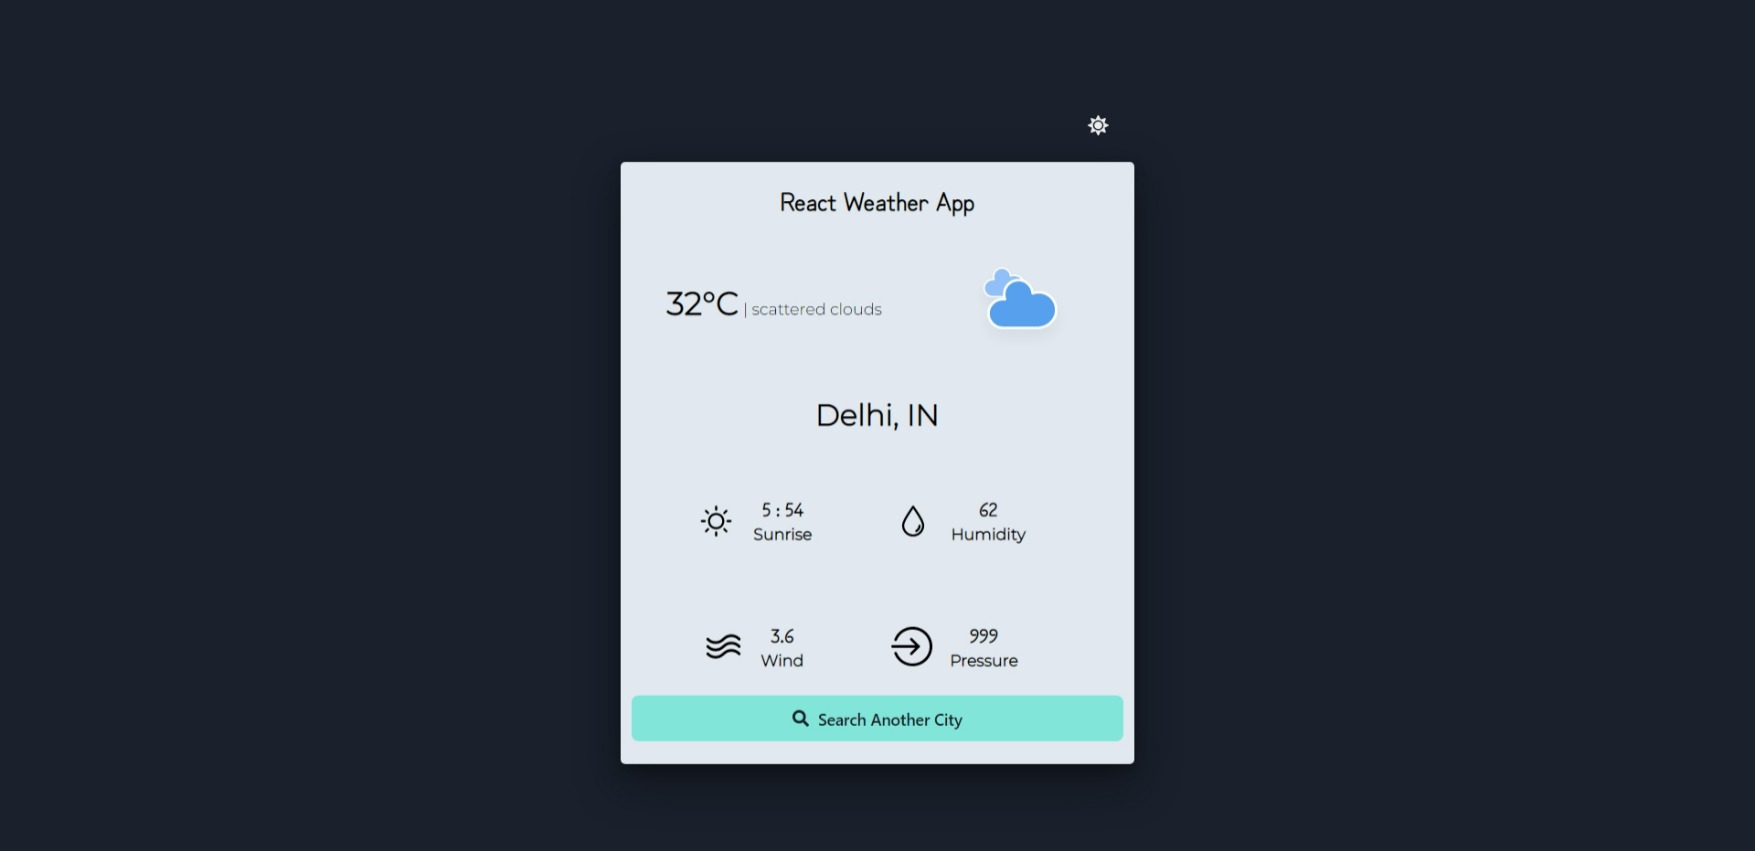 React Weather App
32°C | scattered clouds
Delhi, IN
5 : 54
Sunrise
62
Humidity
3.6
Wind
999
Pressure
Search Another City